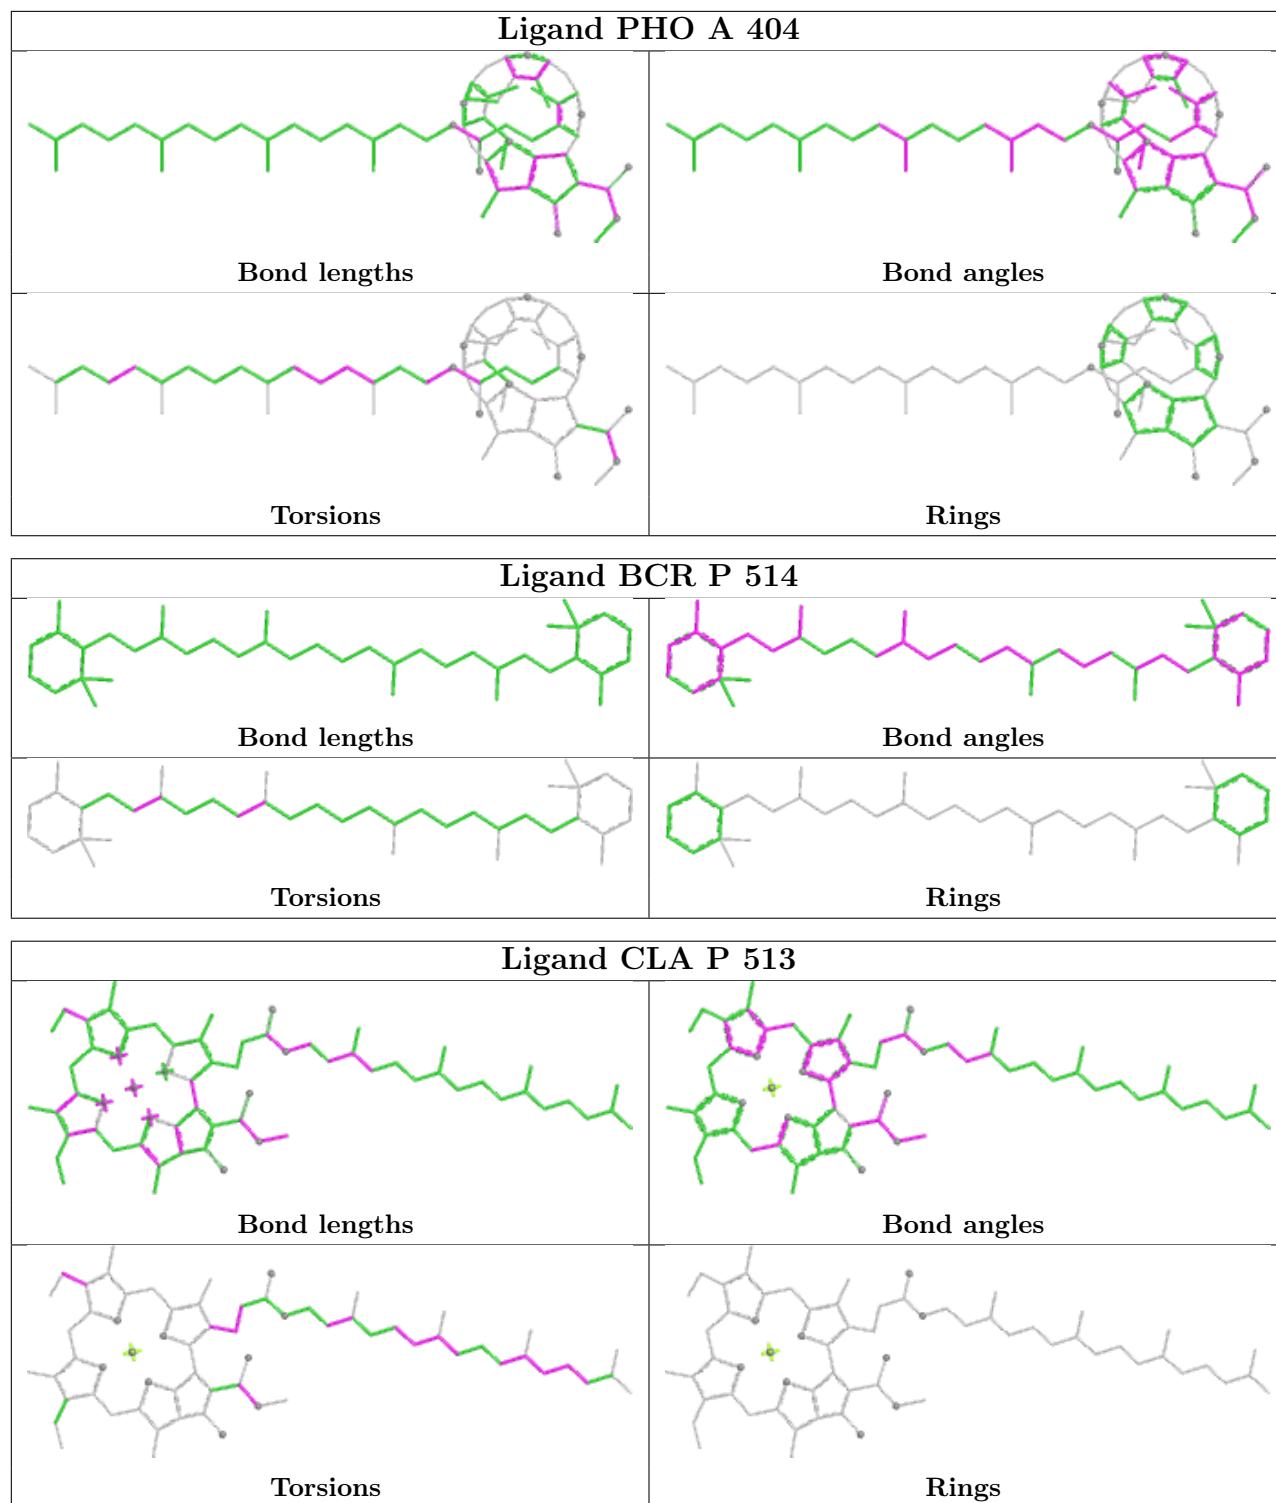 Ligand PHO A 404
Bond lengths
Bond angles
Torsions
Rings
Ligand BCR P 514
Bond lengths
Bond angles
Torsions
Rings
Ligand CLA P 513
Bond lengths
Bond angles
Torsions
Rings